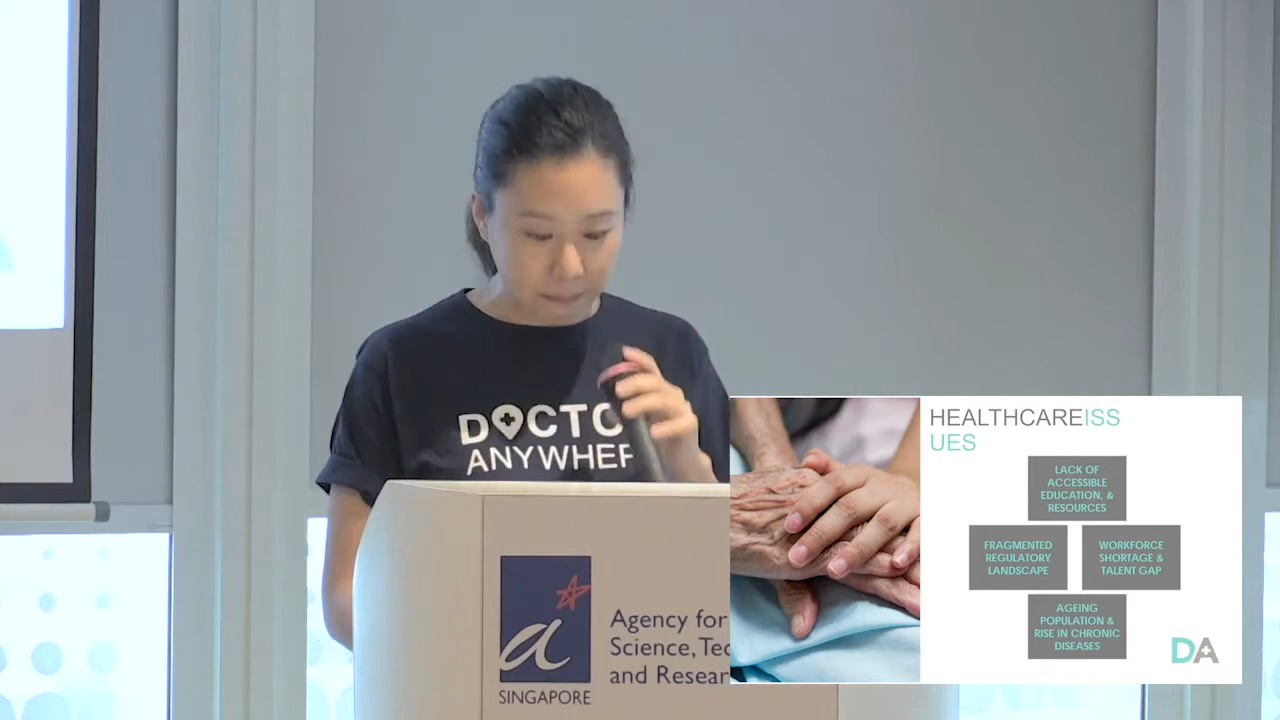 DOCTO
ANYWHER
a
SINGAPORE
Agency for
Science, Tec
and Resear
HEALTHCAREISS
UES
LACK OF
ACCESSIBLE
EDUCATION, &
RESOURCES
FRAGMENTED
REGULATORY
LANDSCAPE
WORKFORCE
SHORTAGE &
TALENT GAP
AGEING
POPULATION &
RISE IN CHRONIC
DISEASES
DA